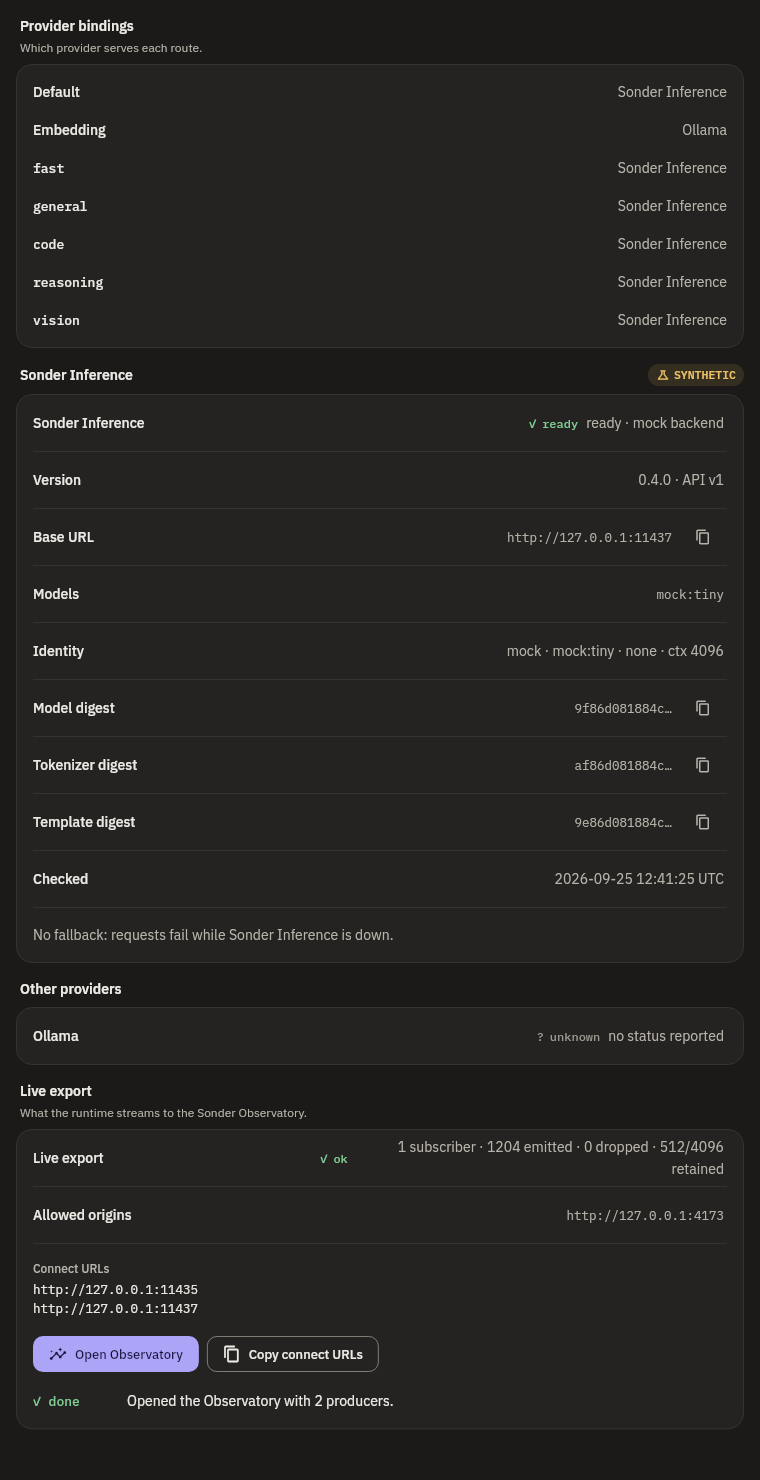 Provider bindings
Which provider serves each route.
Default Sonder Inference
Embedding Ollama
fast Sonder Inference
general Sonder Inference
code Sonder Inference
reasoning Sonder Inference
vision Sonder Inference
Sonder Inference SYNTHETIC
Sonder Inference ✓ ready ready · mock backend
Version 0.4.0 · API v1
Base URL http://127.0.0.1:11437
Models mock:tiny
Identity mock · mock:tiny · none · ctx 4096
Model digest 9f86d081884c…
Tokenizer digest af86d081884c…
Template digest 9e86d081884c…
Checked 2026-09-25 12:41:25 UTC
No fallback: requests fail while Sonder Inference is down.
Other providers
Ollama ? unknown no status reported
Live export
What the runtime streams to the Sonder Observatory.
Live export ✓ ok 1 subscriber · 1204 emitted · 0 dropped · 512/4096
retained
Allowed origins http://127.0.0.1:4173
Connect URLs
http://127.0.0.1:11435
http://127.0.0.1:11437
Open Observatory Copy connect URLs
✓ done Opened the Observatory with 2 producers.